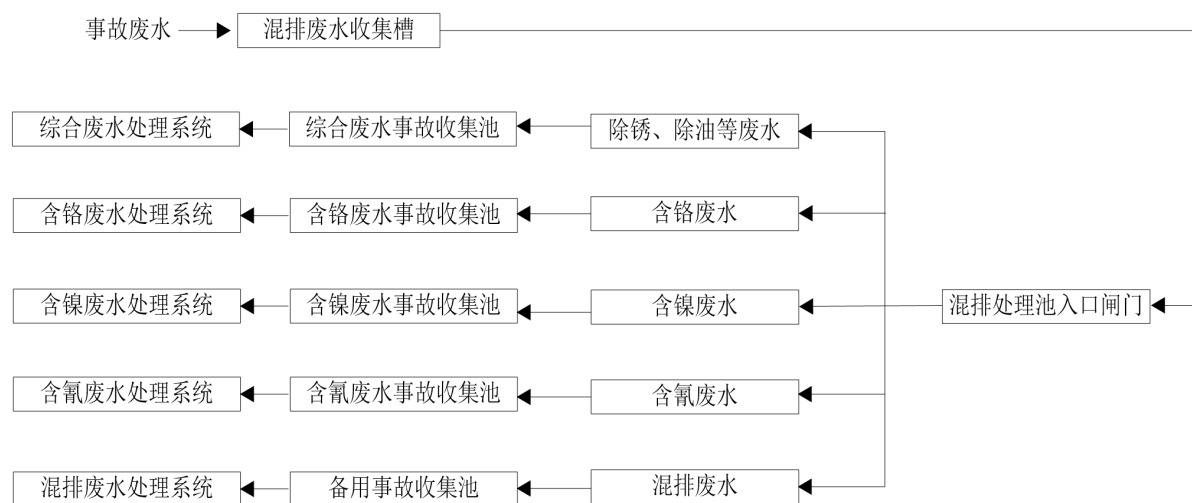 事故废水
混排废水收集槽
综合废水处理系统
综合废水事故收集池
除锈、除油等废水
含铬废水处理系统
含铬废水事故收集池
含铬废水
含镍废水处理系统
含镍废水事故收集池
含镍废水
混排处理池入口闸门
含氰废水处理系统
含氰废水事故收集池
含氰废水
混排废水处理系统
备用事故收集池
混排废水